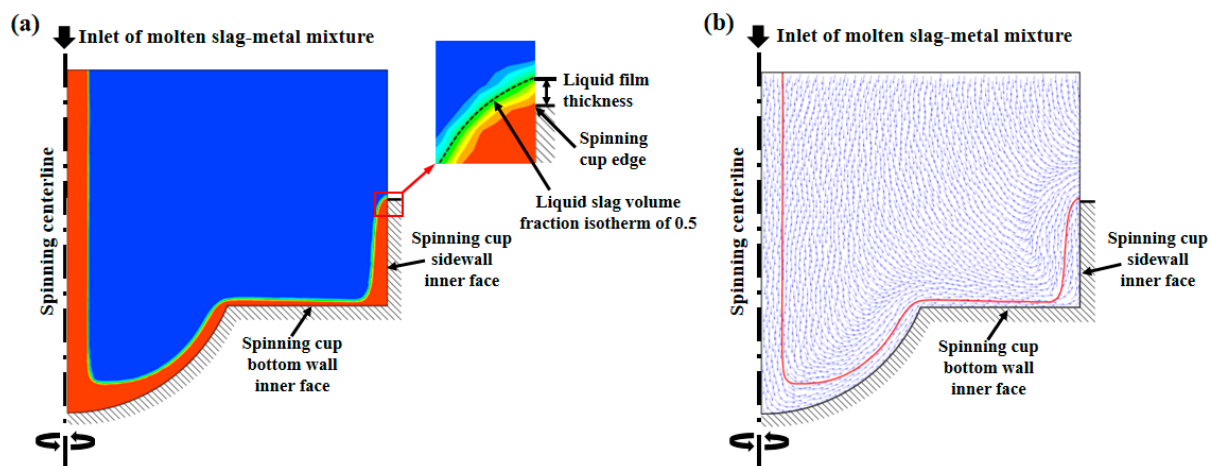 (a)
Inlet of molten slag-metal mixture
Spinning centerline
Liquid film
thickness
Spinning
cup edge
Liquid slag volume
fraction isotherm of 0.5
Spinning cup
sidewall
inner face
Spinning cup
bottom wall
inner face
(b)
Inlet of molten slag-metal mixture
Spinning centerline
Spinning cup
sidewall
inner face
Spinning cup
bottom wall
inner face